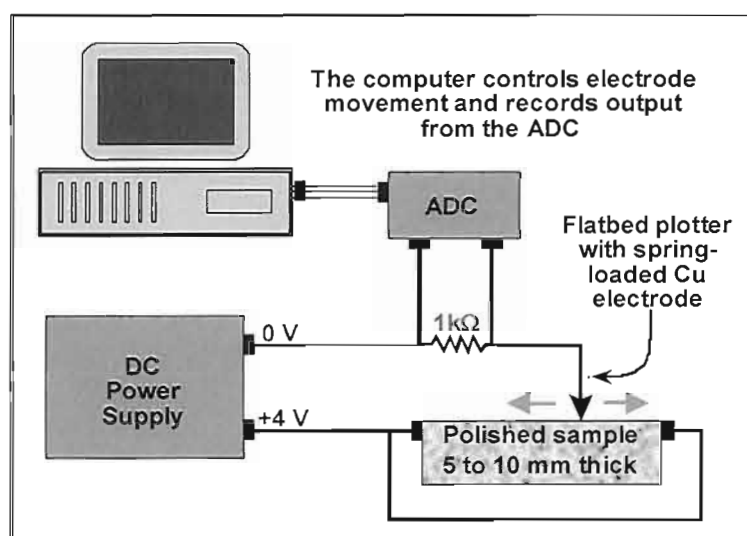 The computer controls electrode
movement and records output
from the ADC
ADC
Flatbed plotter
with spring-
loaded Cu
electrode
1kΩ
0 V
DC
Power
Supply
+4 V
Polished sample
5 to 10 mm thick